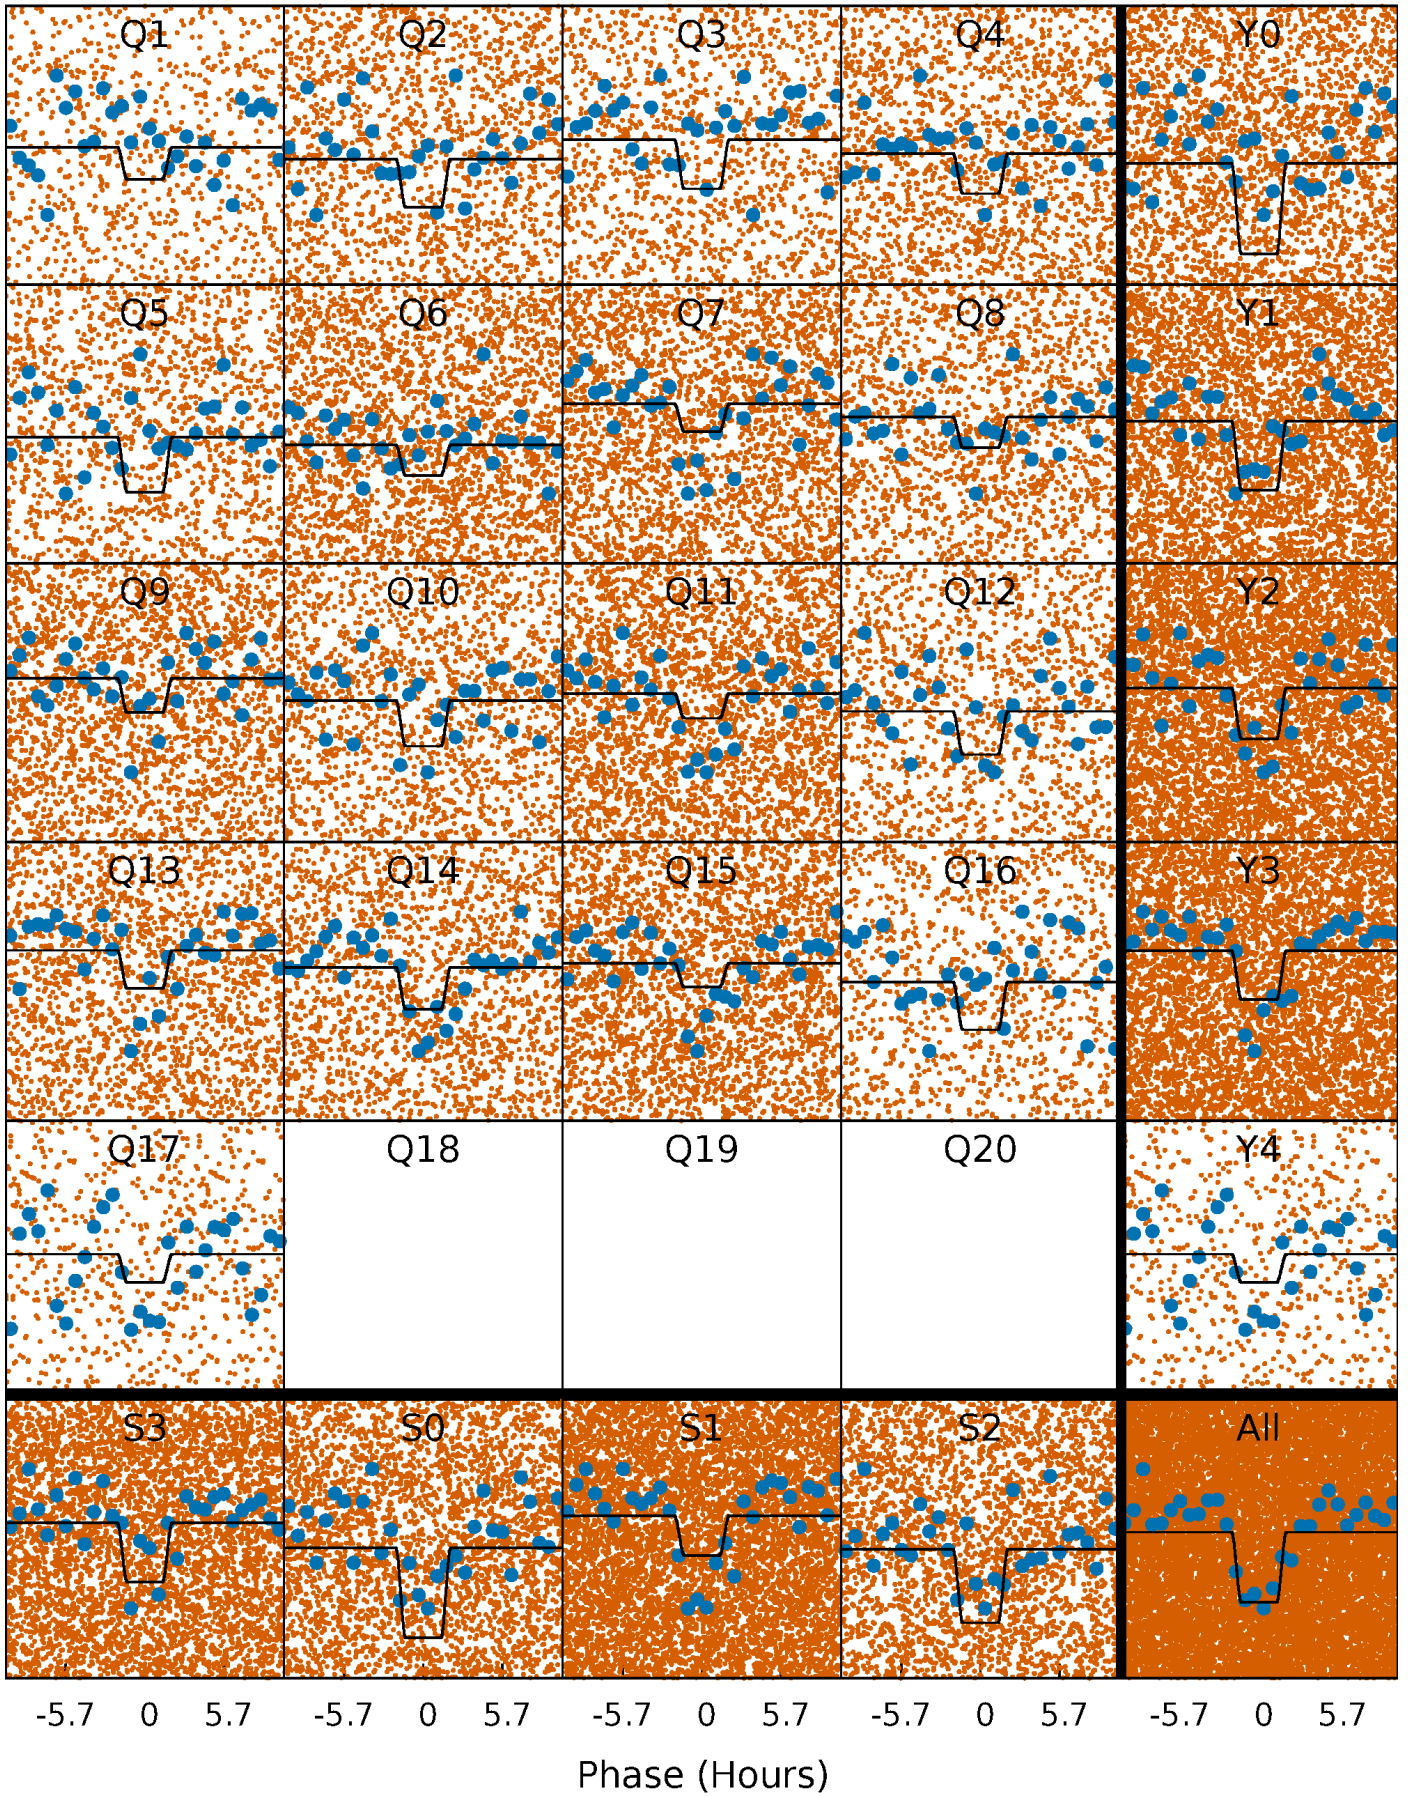 Q1 Q2 Q3 Q4 Y0
Q5 Q6 Q7 Q8 Y1
Q9 Q10 Q11 Q12 Y2
Q13 Q14 Q15 Q16 Y3
Q17 Q18 Q19 Q20 Y4
S3 S0 S1 S2 All
-5.7 0 5.7 -5.7 0 5.7 -5.7 0 5.7 -5.7 0 5.7 -5.7 0 5.7
Phase (Hours)